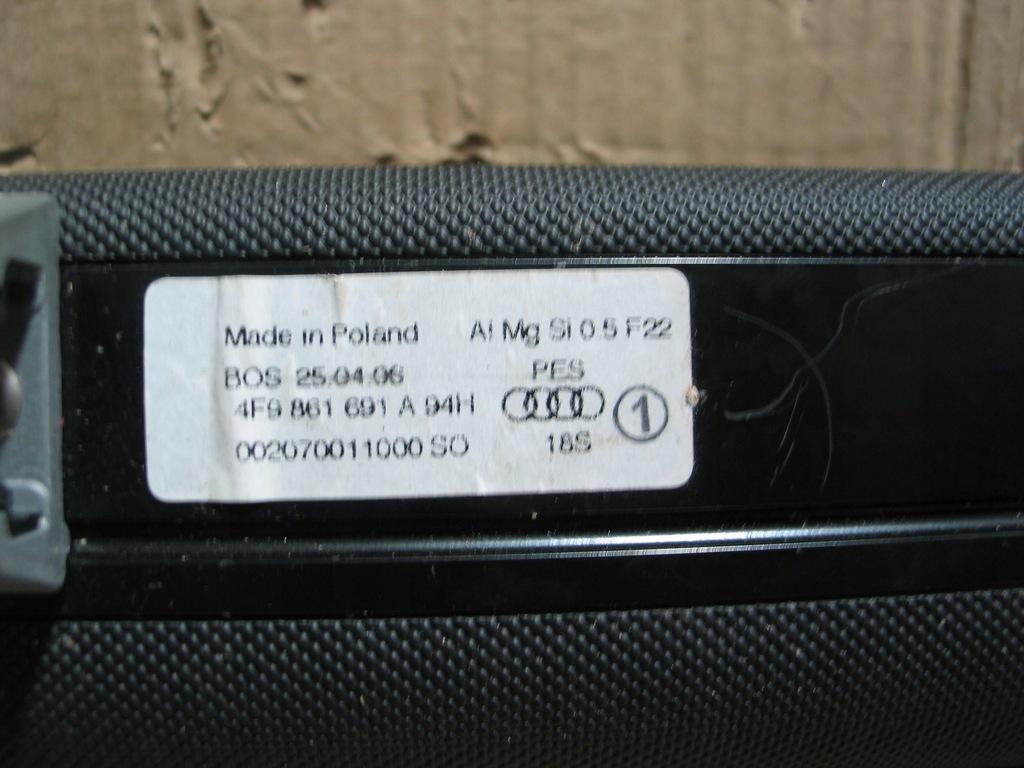 Made in Poland Al Mg Si 0.5 F22
BOS 25.04.06 PES
4F9 861 691 A 94H 1
002070011000 SO 18S